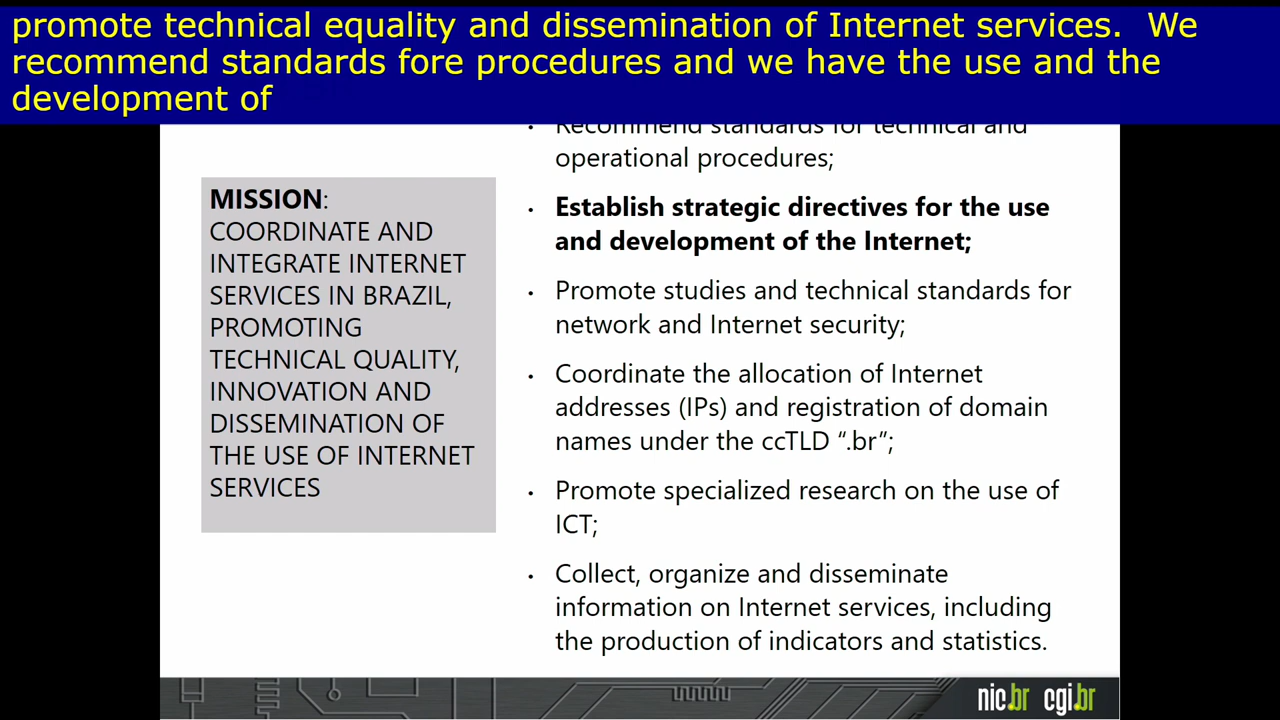 promote technical equality and dissemination of Internet services.  We
recommend standards fore procedures and we have the use and the
development of
MISSION:
COORDINATE AND
INTEGRATE INTERNET
SERVICES IN BRAZIL,
PROMOTING
TECHNICAL QUALITY,
INNOVATION AND
DISSEMINATION OF
THE USE OF INTERNET
SERVICES
• Recommend standards for technical and
operational procedures;
• Establish strategic directives for the use
and development of the Internet;
• Promote studies and technical standards for
network and Internet security;
• Coordinate the allocation of Internet
addresses (IPs) and registration of domain
names under the ccTLD “.br”;
• Promote specialized research on the use of
ICT;
• Collect, organize and disseminate
information on Internet services, including
the production of indicators and statistics.
nic.br cgi.br